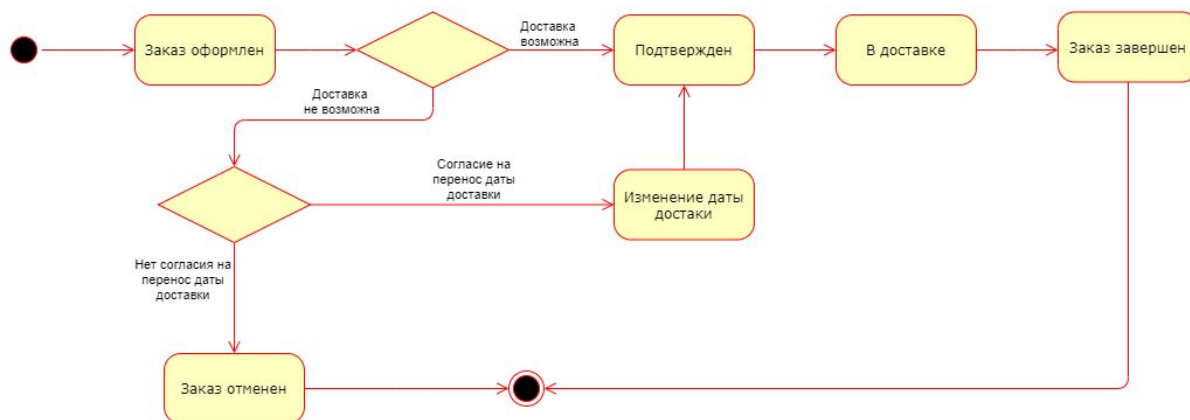 Заказ оформлен
Доставка
возможна
Подтвержден
В доставке
Заказ завершен
Доставка
не возможна
Согласие на
перенос даты
доставки
Изменение даты
достаки
Нет согласия на
перенос даты
доставки
Заказ отменен